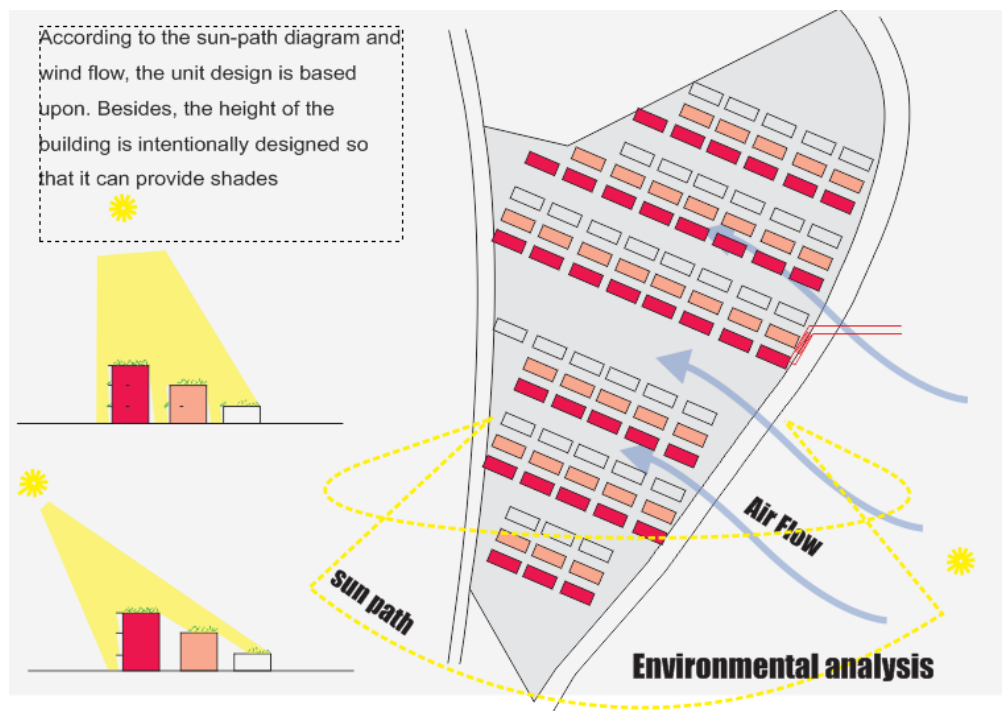 According to the sun-path diagram and
wind flow, the unit design is based
upon. Besides, the height of the
building is intentionally designed so
that it can provide shades
Air Flow
sun path
Environmental analysis